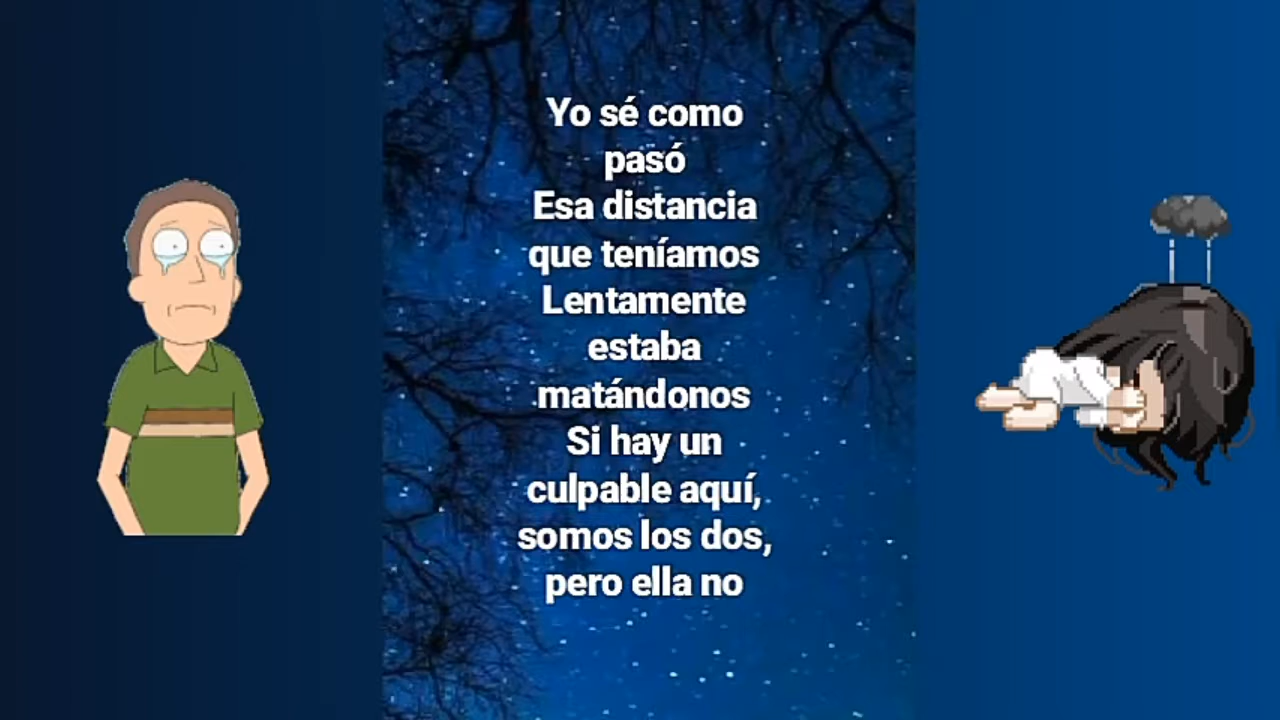 Yo sé como
pasó
Esa distancia
que teníamos
Lentamente
estaba
matándonos
Si hay un
culpable aquí,
somos los dos,
pero ella no